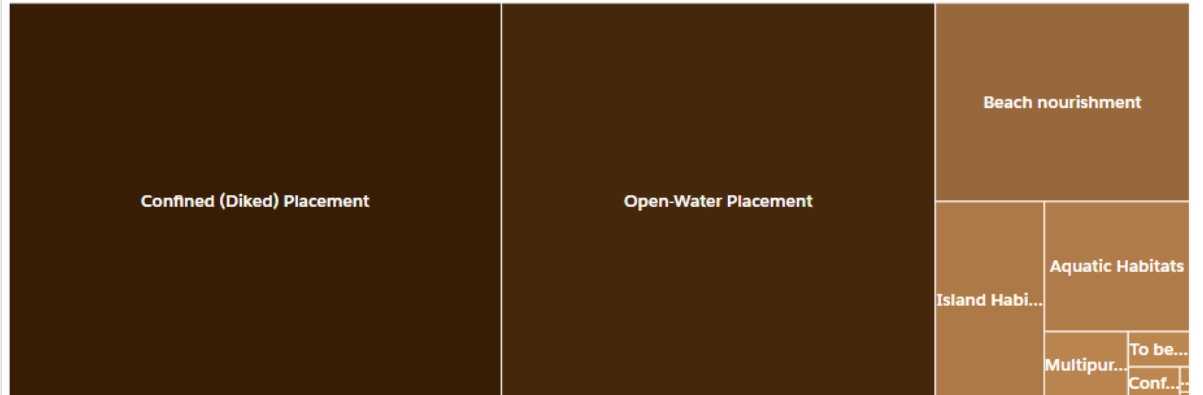 Confined (Diked) Placement
Open-Water Placement
Beach nourishment
Island Habi...
Aquatic Habitats
Multipur...
To be...
Conf...
...